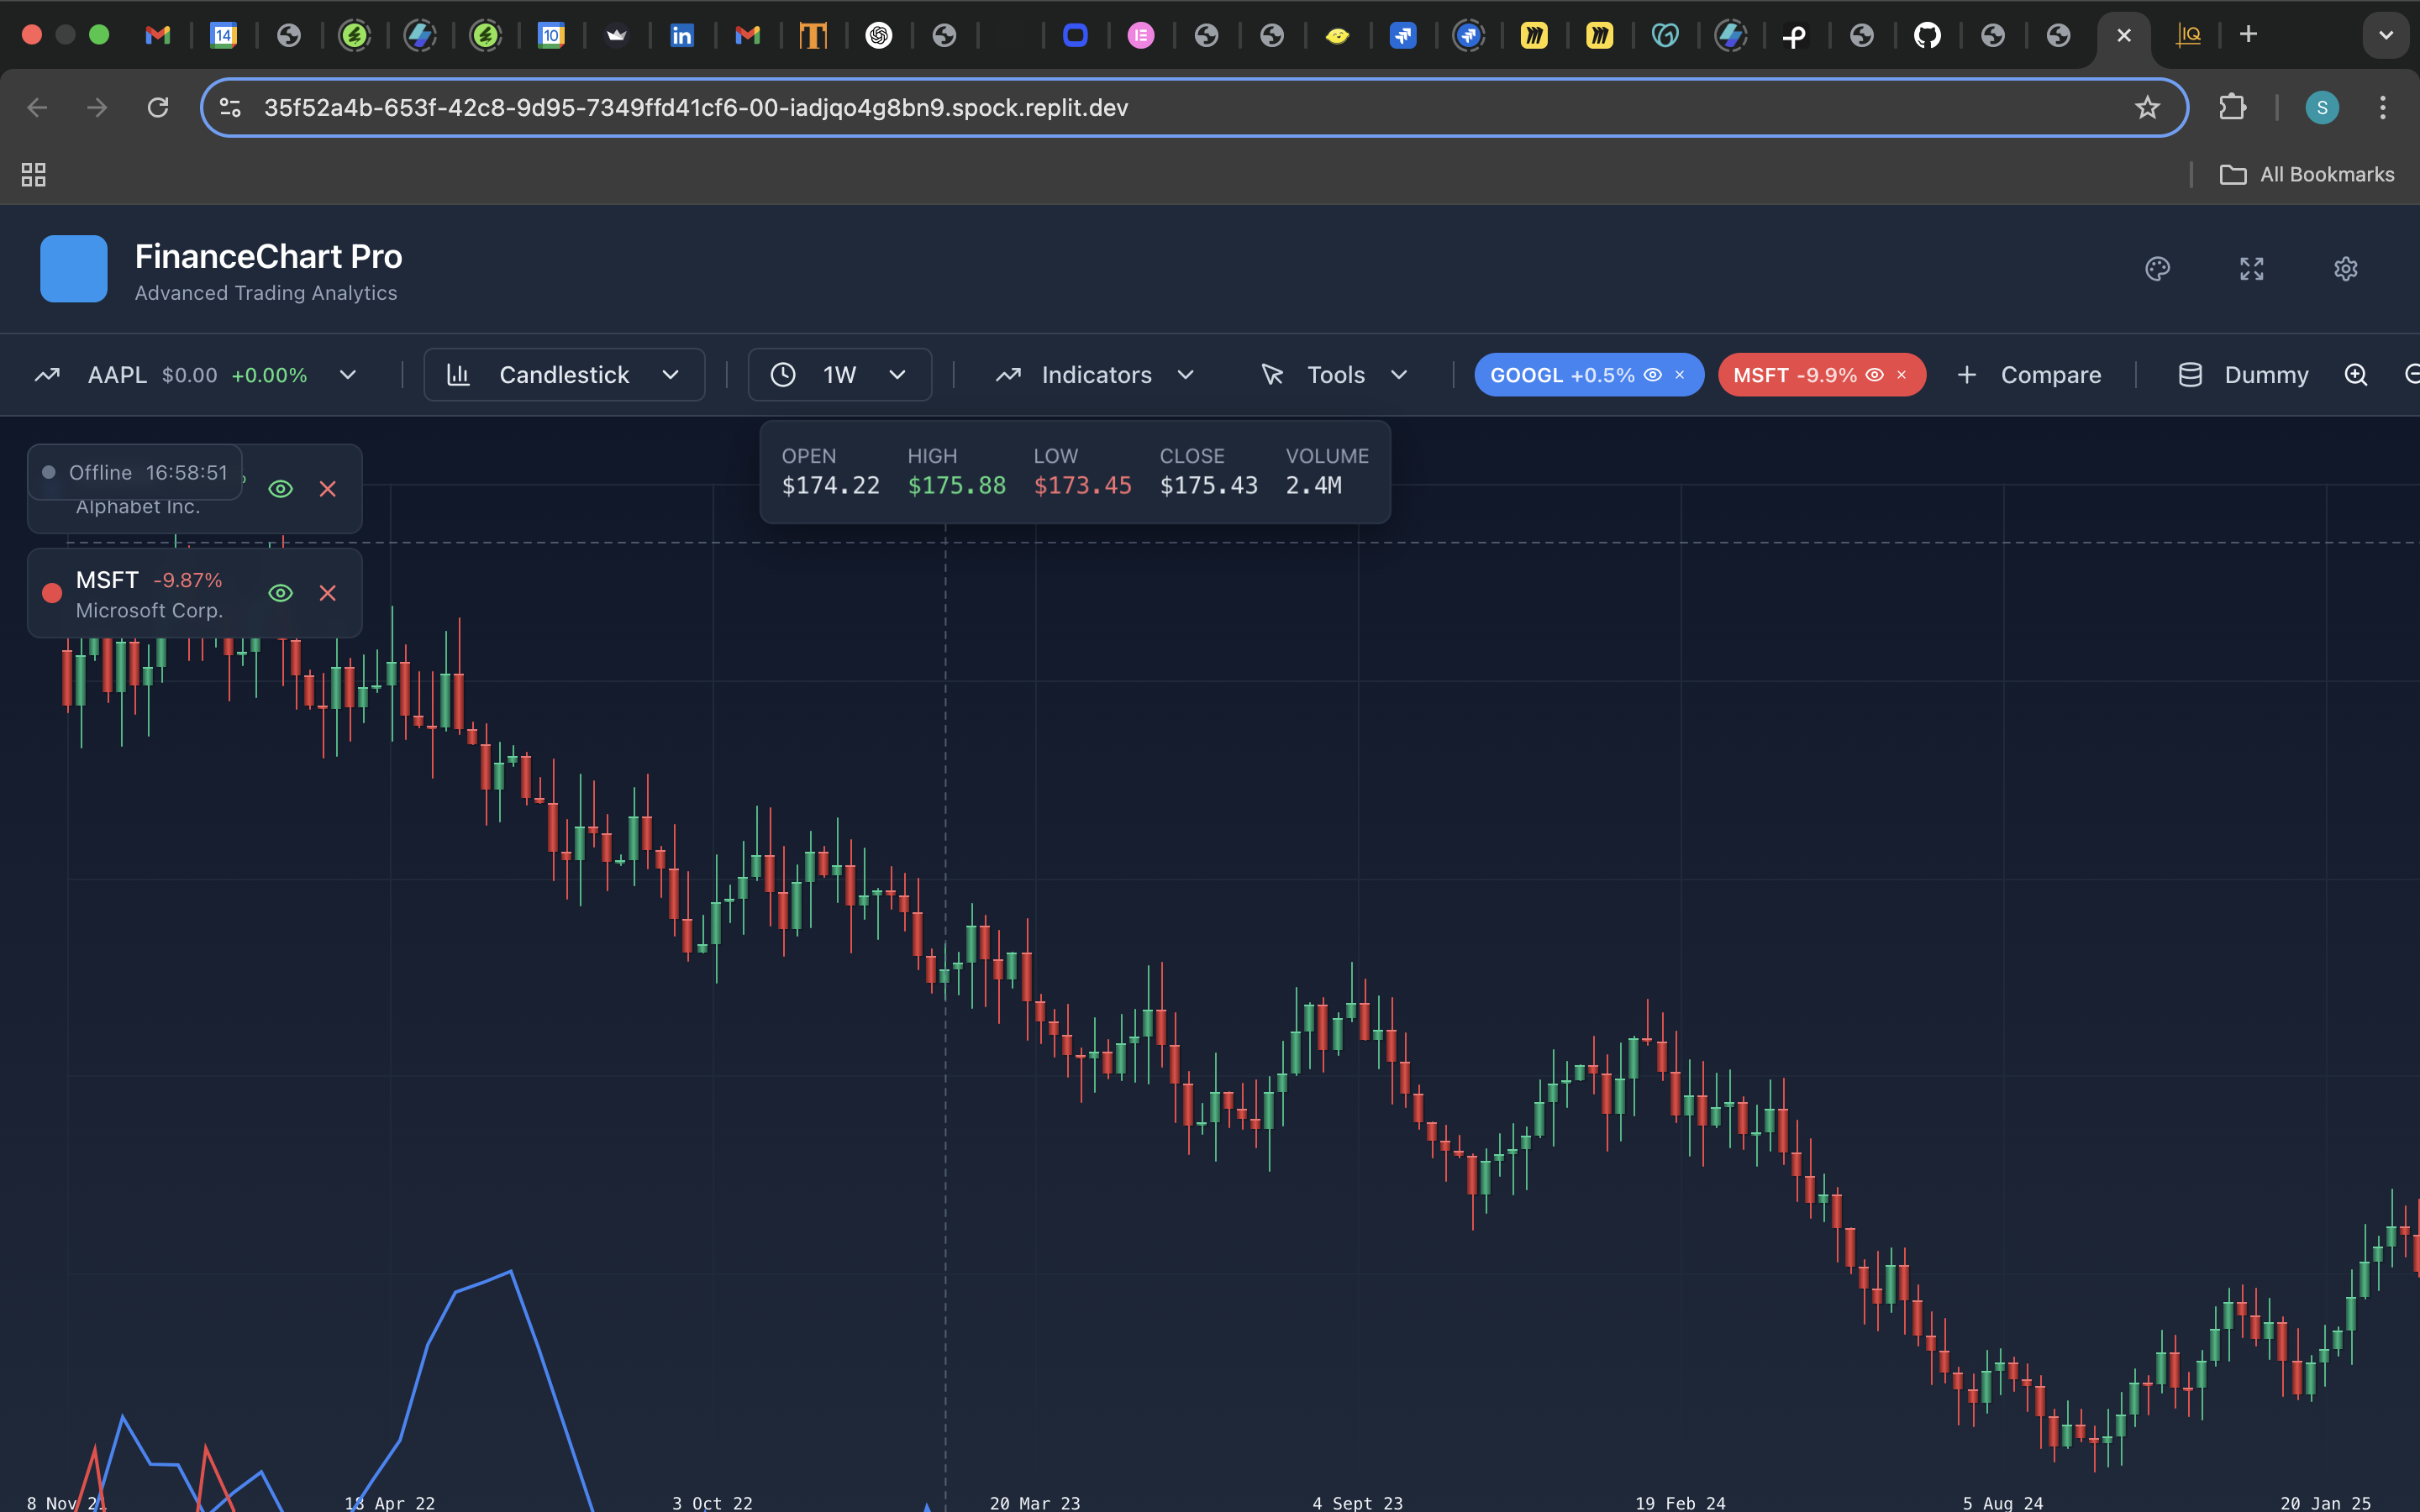 14
10
in
IQ
35f52a4b-653f-42c8-9d95-7349ffd41cf6-00-iadjqo4g8bn9.spock.replit.dev
S
All Bookmarks
FinanceChart Pro
Advanced Trading Analytics
AAPL $0.00 +0.00%
Candlestick
1W
Indicators
Tools
GOOGL +0.5% ×
MSFT -9.9% ×
+ Compare
Dummy
Offline 16:58:51
Alphabet Inc.
OPEN HIGH LOW CLOSE VOLUME
$174.22 $175.88 $173.45 $175.43 2.4M
MSFT -9.87%
Microsoft Corp.
8 Nov 21 18 Apr 22 3 Oct 22 20 Mar 23 4 Sept 23 19 Feb 24 5 Aug 24 20 Jan 25